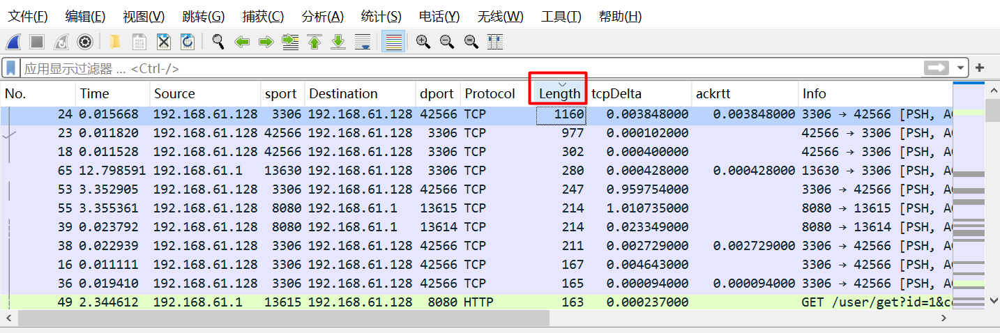 文件(F) 编辑(E) 视图(V) 跳转(G) 捕获(C) 分析(A) 统计(S) 电话(Y) 无线(W) 工具(T) 帮助(H)
应用显示过滤器 … <Ctrl-/>
No. Time Source sport Destination dport Protocol Length tcpDelta ackrtt Info
24 0.015668 192.168.61.128 3306 192.168.61.128 42566 TCP 1160 0.003848000 0.003848000 3306 → 42566 [PSH, AC
23 0.011820 192.168.61.128 42566 192.168.61.128 3306 TCP 977 0.000102000 42566 → 3306 [PSH, AC
18 0.011528 192.168.61.128 42566 192.168.61.128 3306 TCP 302 0.000400000 42566 → 3306 [PSH, AC
65 12.798591 192.168.61.1 13630 192.168.61.128 3306 TCP 280 0.000428000 0.000428000 13630 → 3306 [PSH, AC
53 3.352905 192.168.61.128 3306 192.168.61.128 42566 TCP 247 0.959754000 3306 → 42566 [PSH, AC
55 3.355361 192.168.61.128 8080 192.168.61.1 13615 TCP 214 1.010735000 8080 → 13615 [PSH, AC
39 0.023792 192.168.61.128 8080 192.168.61.1 13614 TCP 214 0.023349000 8080 → 13614 [PSH, AC
38 0.022939 192.168.61.128 3306 192.168.61.128 42566 TCP 211 0.002729000 0.002729000 3306 → 42566 [PSH, AC
16 0.011111 192.168.61.128 3306 192.168.61.128 42566 TCP 167 0.004643000 3306 → 42566 [PSH, AC
36 0.019410 192.168.61.128 3306 192.168.61.128 42566 TCP 165 0.000094000 0.000094000 3306 → 42566 [PSH, AC
49 2.344612 192.168.61.1 13615 192.168.61.128 8080 HTTP 163 0.000237000 GET /user/get?id=1&co